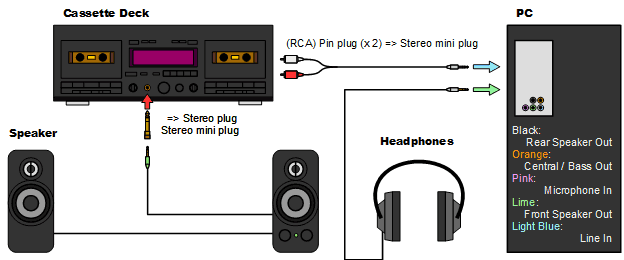 Cassette Deck
PC
(RCA) Pin plug (x 2) => Stereo mini plug
=> Stereo plug
Stereo mini plug
Speaker
Headphones
Black:
Rear Speaker Out
Orange:
Central / Bass Out
Pink:
Microphone In
Lime:
Front Speaker Out
Light Blue:
Line In